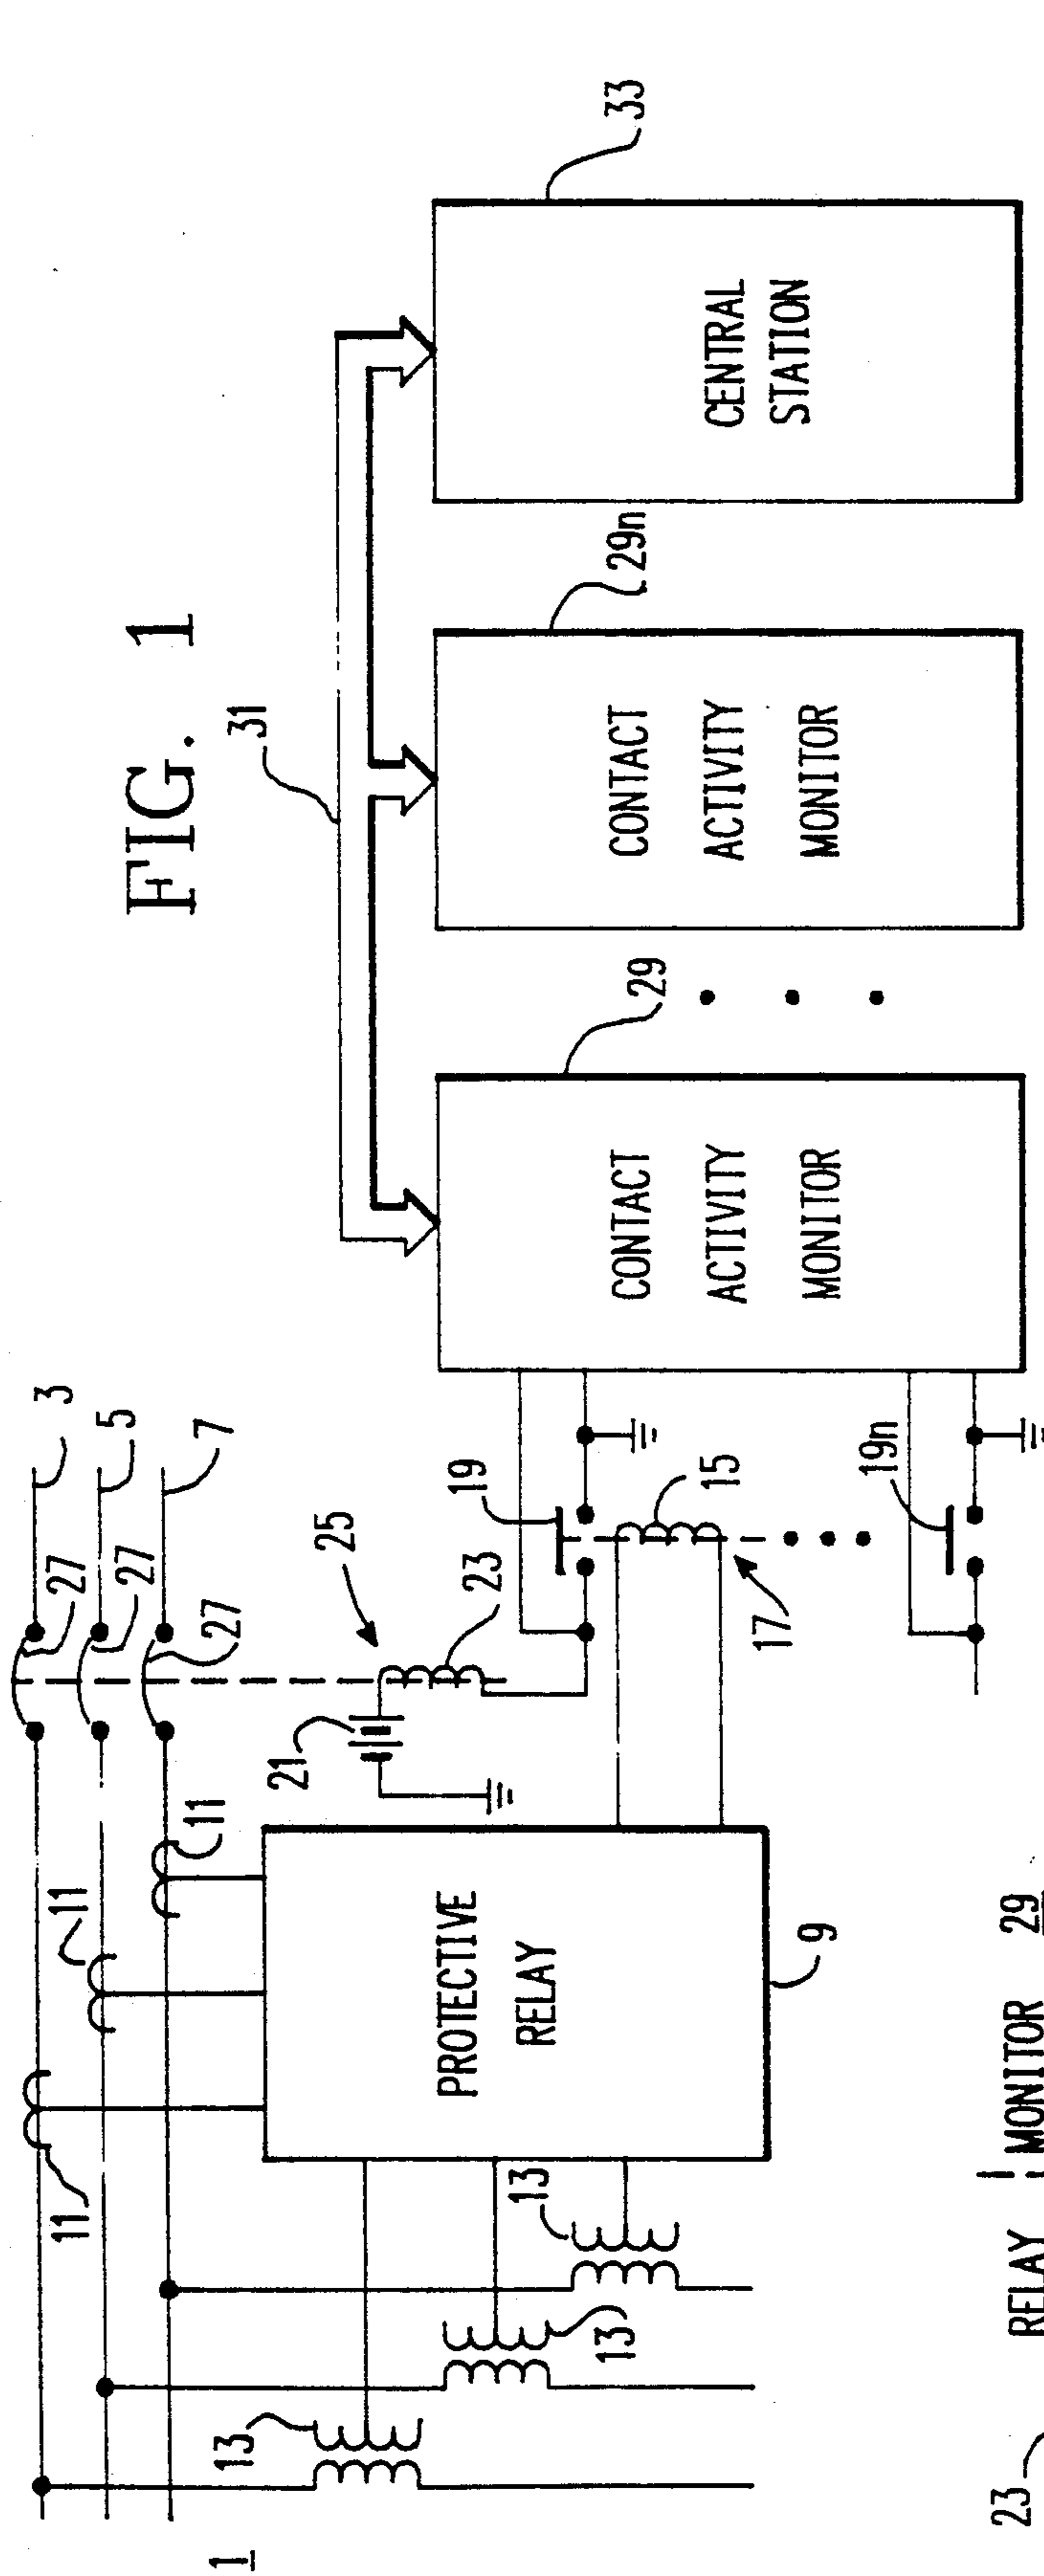 FIG. 1
1
3
5
7
27
27
27
11
11
11
13
13
13
PROTECTIVE
RELAY
9
21
25
23
19
15
17
19n
31
CONTACT
ACTIVITY
MONITOR
29
CONTACT
ACTIVITY
MONITOR
29n
CENTRAL
STATION
33
RELAY
MONITOR 29
23